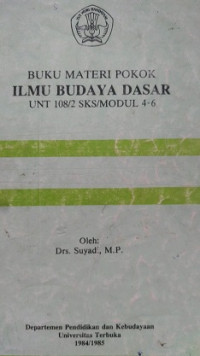 BUKU MATERI POKOK
ILMU BUDAYA DASAR
UNT 108/2 SKS/MODUL 4-6
Oleh:
Drs. Suyadi, M.P.
Departemen Pendidikan dan Kebudayaan
Universitas Terbuka
1984/1985